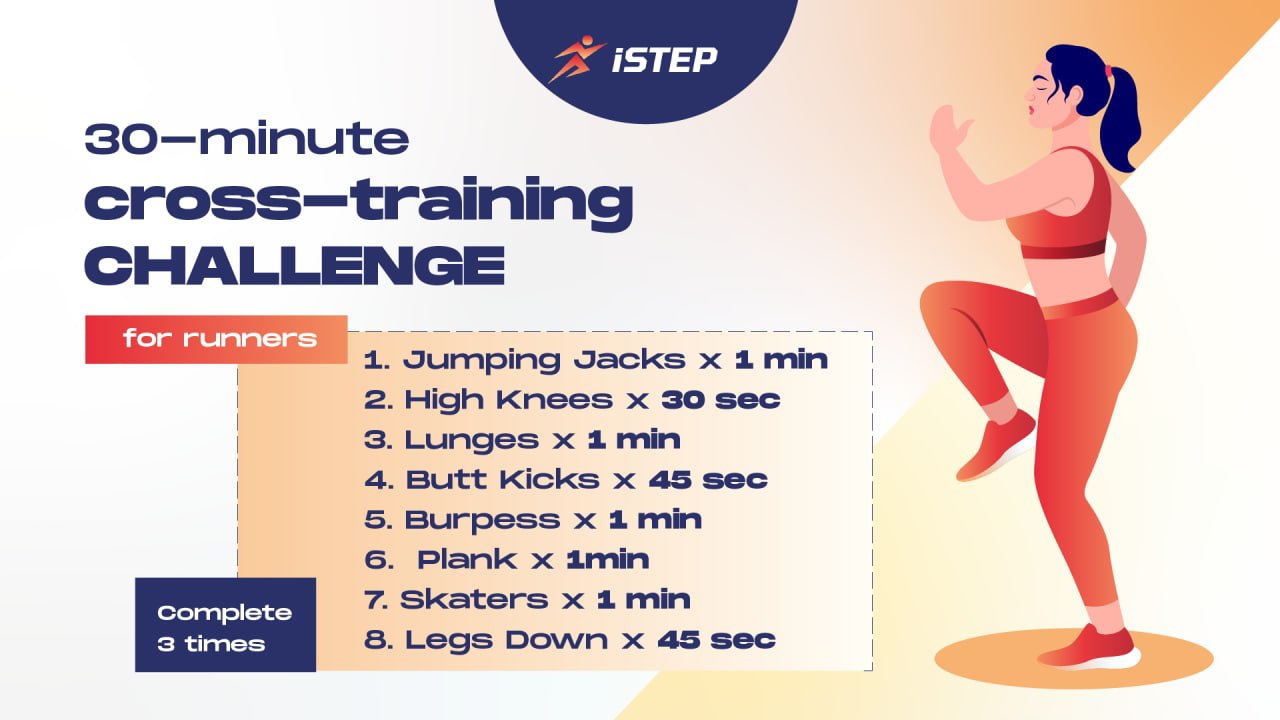 iSTEP
30-minute
cross-training
CHALLENGE
for runners
1. Jumping Jacks x 1 min
2. High Knees x 30 sec
3. Lunges x 1 min
4. Butt Kicks x 45 sec
5. Burpess x 1 min
6. Plank x 1min
7. Skaters x 1 min
8. Legs Down x 45 sec
Complete
3 times